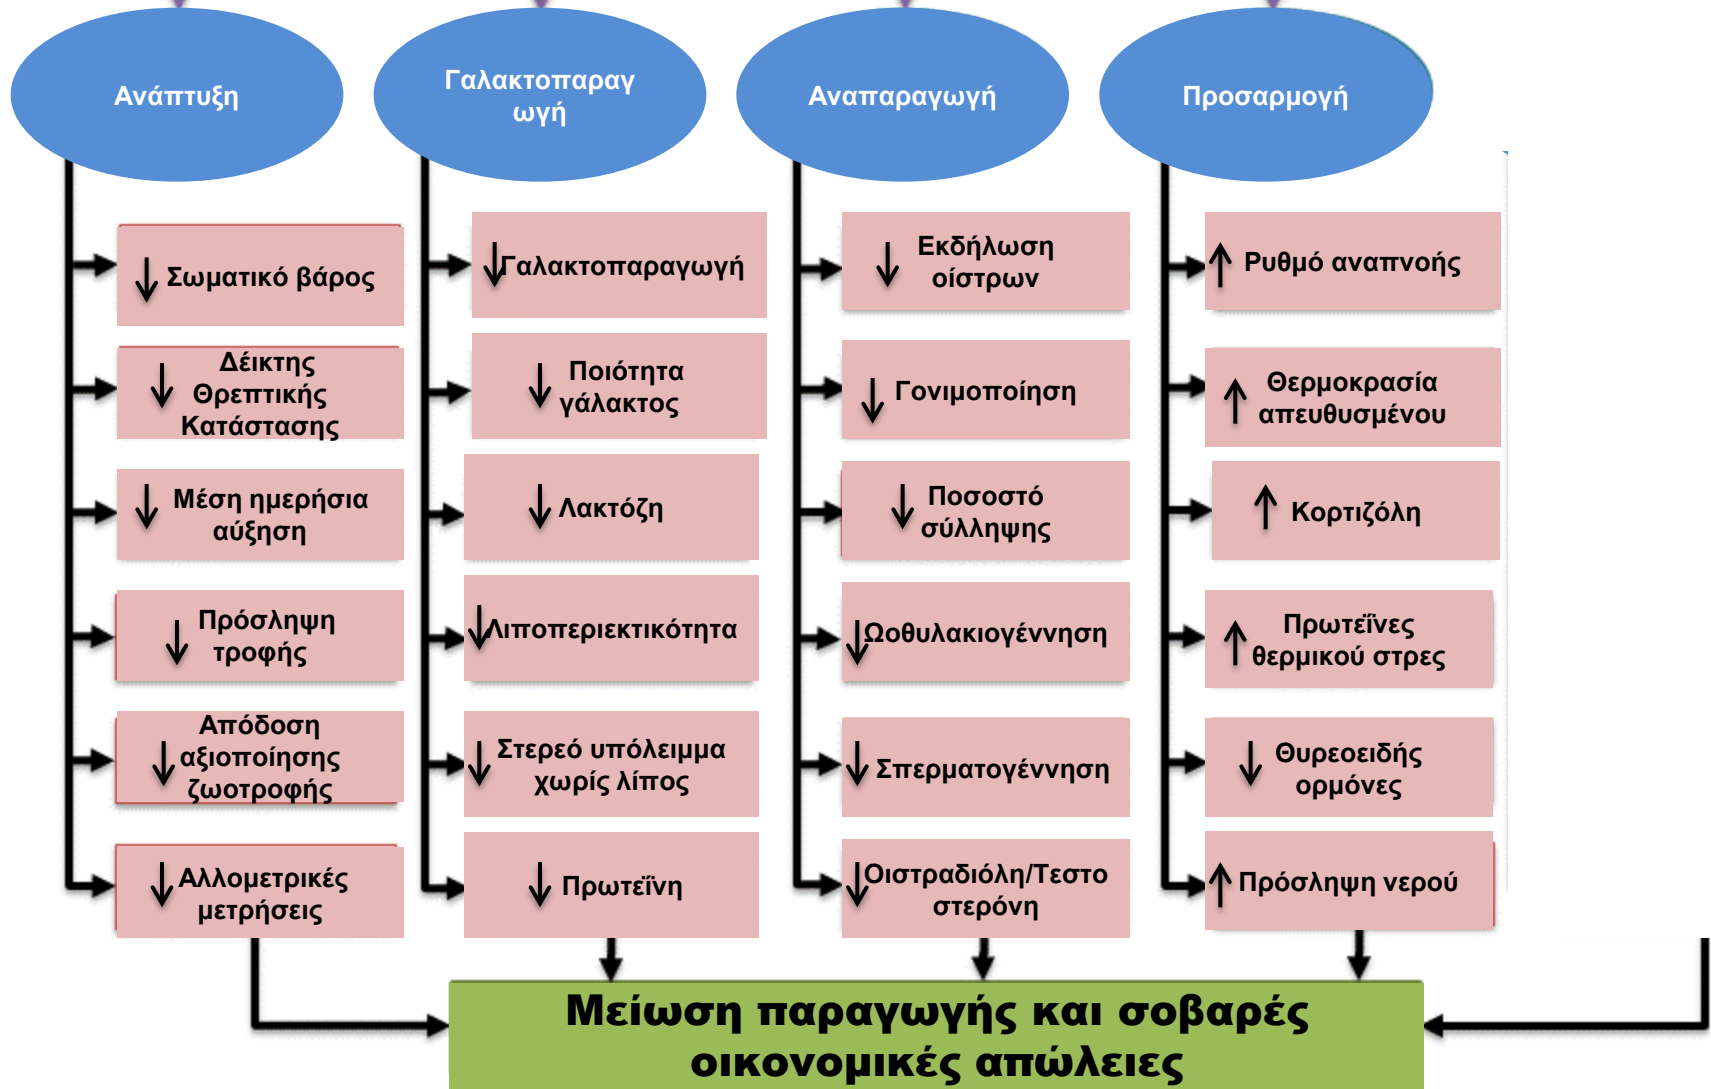 Ανάπτυξη
Γαλακτοπαραγ
ωγή
Αναπαραγωγή
Προσαρμογή
↓ Σωματικό βάρος
↓ Δέικτης
Θρεπτικής
Κατάστασης
↓ Μέση ημερήσια
αύξηση
↓ Πρόσληψη
τροφής
↓ Απόδοση
αξιοποίησης
ζωοτροφής
↓ Αλλομετρικές
μετρήσεις
↓ Γαλακτοπαραγωγή
↓ Ποιότητα
γάλακτος
↓ Λακτόζη
↓ Λιποπεριεκτικότητα
↓ Στερεό υπόλειμμα
χωρίς λίπος
↓ Πρωτεΐνη
↓ Εκδήλωση
οίστρων
↓ Γονιμοποίηση
↓ Ποσοστό
σύλληψης
↓ Ωοθυλακιογέννηση
↓ Σπερματογέννηση
↓ Οιστραδιόλη/Τεστο
στερόνη
↑ Ρυθμό αναπνοής
↑ Θερμοκρασία
απευθυσμένου
↑ Κορτιζόλη
↑ Πρωτεΐνες
θερμικού στρες
↓ Θυρεοειδής
ορμόνες
↑ Πρόσληψη νερού
Μείωση παραγωγής και σοβαρές
οικονομικές απώλειες